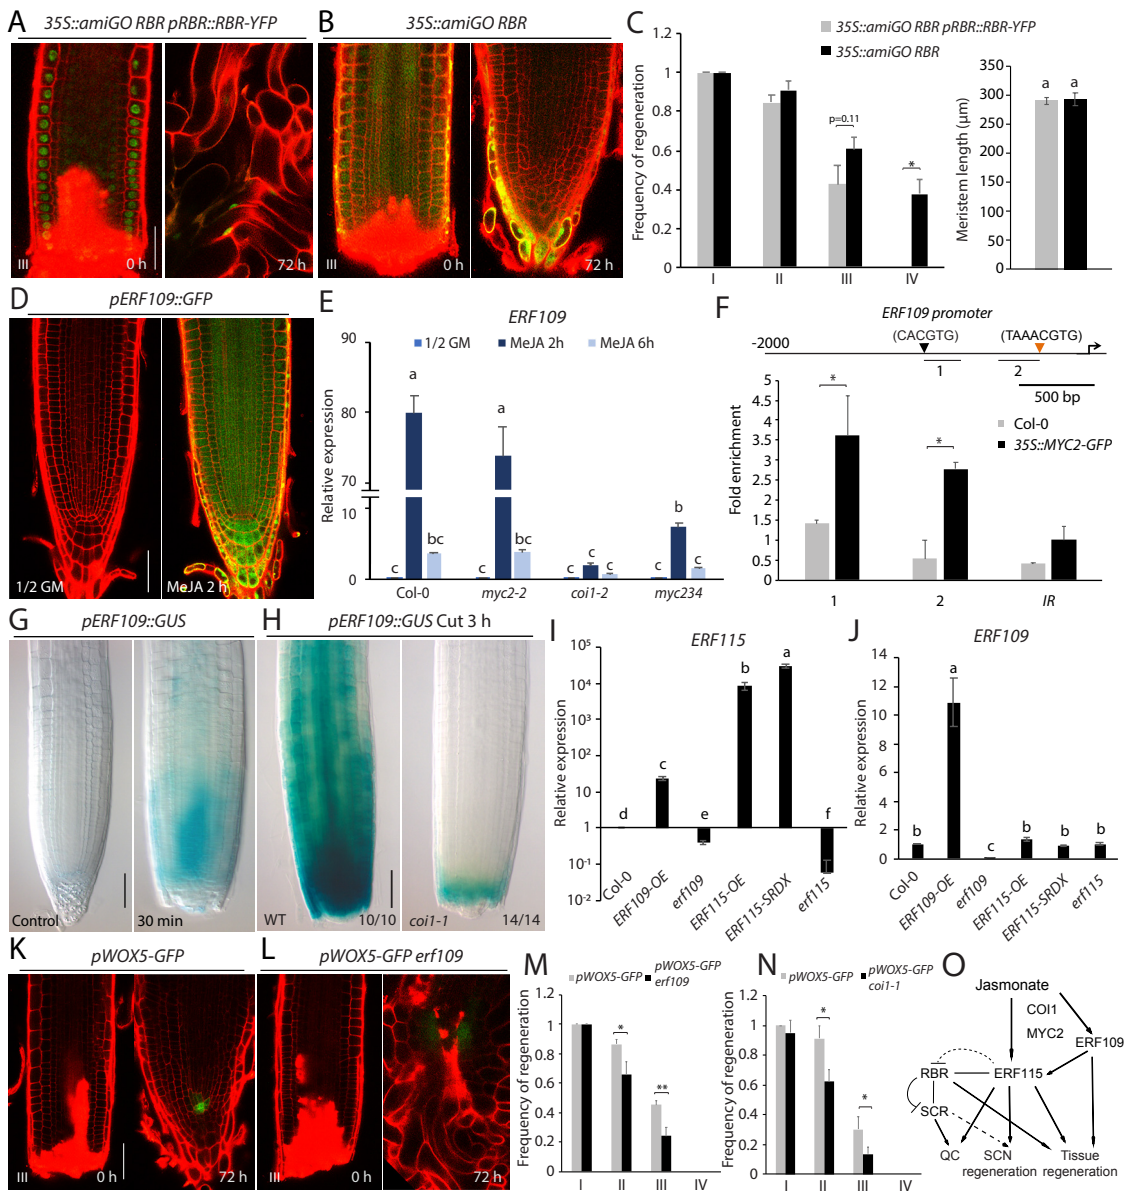 A
35S::amiGO RBR pRBR::RBR-YFP
III
0 h
72 h
B
35S::amiGO RBR
III
0 h
72 h
C
35S::amiGO RBR pRBR::RBR-YFP
35S::amiGO RBR
Frequency of regeneration
1.2
1
0.8
0.6
0.4
0.2
0
p=0.11
*
I II III IV
Meristem length (µm)
350
300
250
200
150
100
50
0
a a
D
pERF109::GFP
1/2 GM
MeJA 2 h
E
ERF109
1/2 GM MeJA 2h MeJA 6h
Relative expression
90
80
70
10
0
c a bc c a bc c c c c b c
Col-0 myc2-2 coi1-2 myc234
F
ERF109 promoter
-2000
(CACGTG) (TAAACGTG)
1 2
500 bp
Col-0
35S::MYC2-GFP
Fold enrichment
5
4.5
4
3.5
3
2.5
2
1.5
1
0.5
0
* *
1 2 IR
G
pERF109::GUS
Control
30 min
H
pERF109::GUS Cut 3 h
WT
10/10
coi1-1
14/14
I
ERF115
Relative expression
10⁵
10⁴
10³
10²
10
1
10⁻¹
10⁻²
d c e b a f
Col-0
ERF109-OE
erf109
ERF115-OE
ERF115-SRDX
erf115
J
ERF109
Relative expression
14
12
10
8
6
4
2
0
b a c b b b
Col-0
ERF109-OE
erf109
ERF115-OE
ERF115-SRDX
erf115
K
pWOX5-GFP
III
0 h
72 h
L
pWOX5-GFP erf109
III
0 h
72 h
M
pWOX5-GFP
pWOX5-GFP
erf109
Frequency of regeneration
1.2
1
0.8
0.6
0.4
0.2
0
* **
I II III IV
N
pWOX5-GFP
pWOX5-GFP
coi1-1
Frequency of regeneration
1.2
1
0.8
0.6
0.4
0.2
0
* *
I II III IV
O
Jasmonate
COI1
MYC2
ERF109
RBR ERF115
SCR
QC SCN Tissue
regeneration regeneration